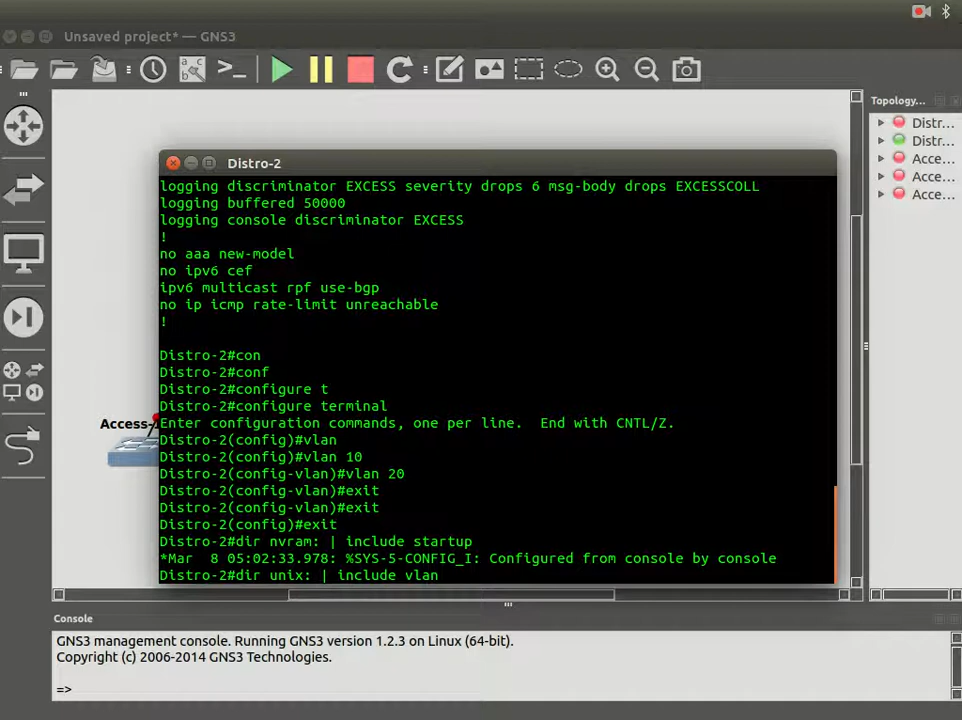 Unsaved project* — GNS3
Topology...
Distr...
Distr...
Acce...
Acce...
Acce...
Distro-2
logging discriminator EXCESS severity drops 6 msg-body drops EXCESSCOLL
logging buffered 50000
logging console discriminator EXCESS
!
no aaa new-model
no ipv6 cef
ipv6 multicast rpf use-bgp
no ip icmp rate-limit unreachable
!
Distro-2#con
Distro-2#conf
Distro-2#configure t
Distro-2#configure terminal
Enter configuration commands, one per line.  End with CNTL/Z.
Distro-2(config)#vlan
Distro-2(config)#vlan 10
Distro-2(config-vlan)#vlan 20
Distro-2(config-vlan)#exit
Distro-2(config-vlan)#exit
Distro-2(config)#exit
Distro-2#dir nvram: | include startup
*Mar  8 05:02:33.978: %SYS-5-CONFIG_I: Configured from console by console
Distro-2#dir unix: | include vlan
Access-
Console
GNS3 management console. Running GNS3 version 1.2.3 on Linux (64-bit).
Copyright (c) 2006-2014 GNS3 Technologies.
=>